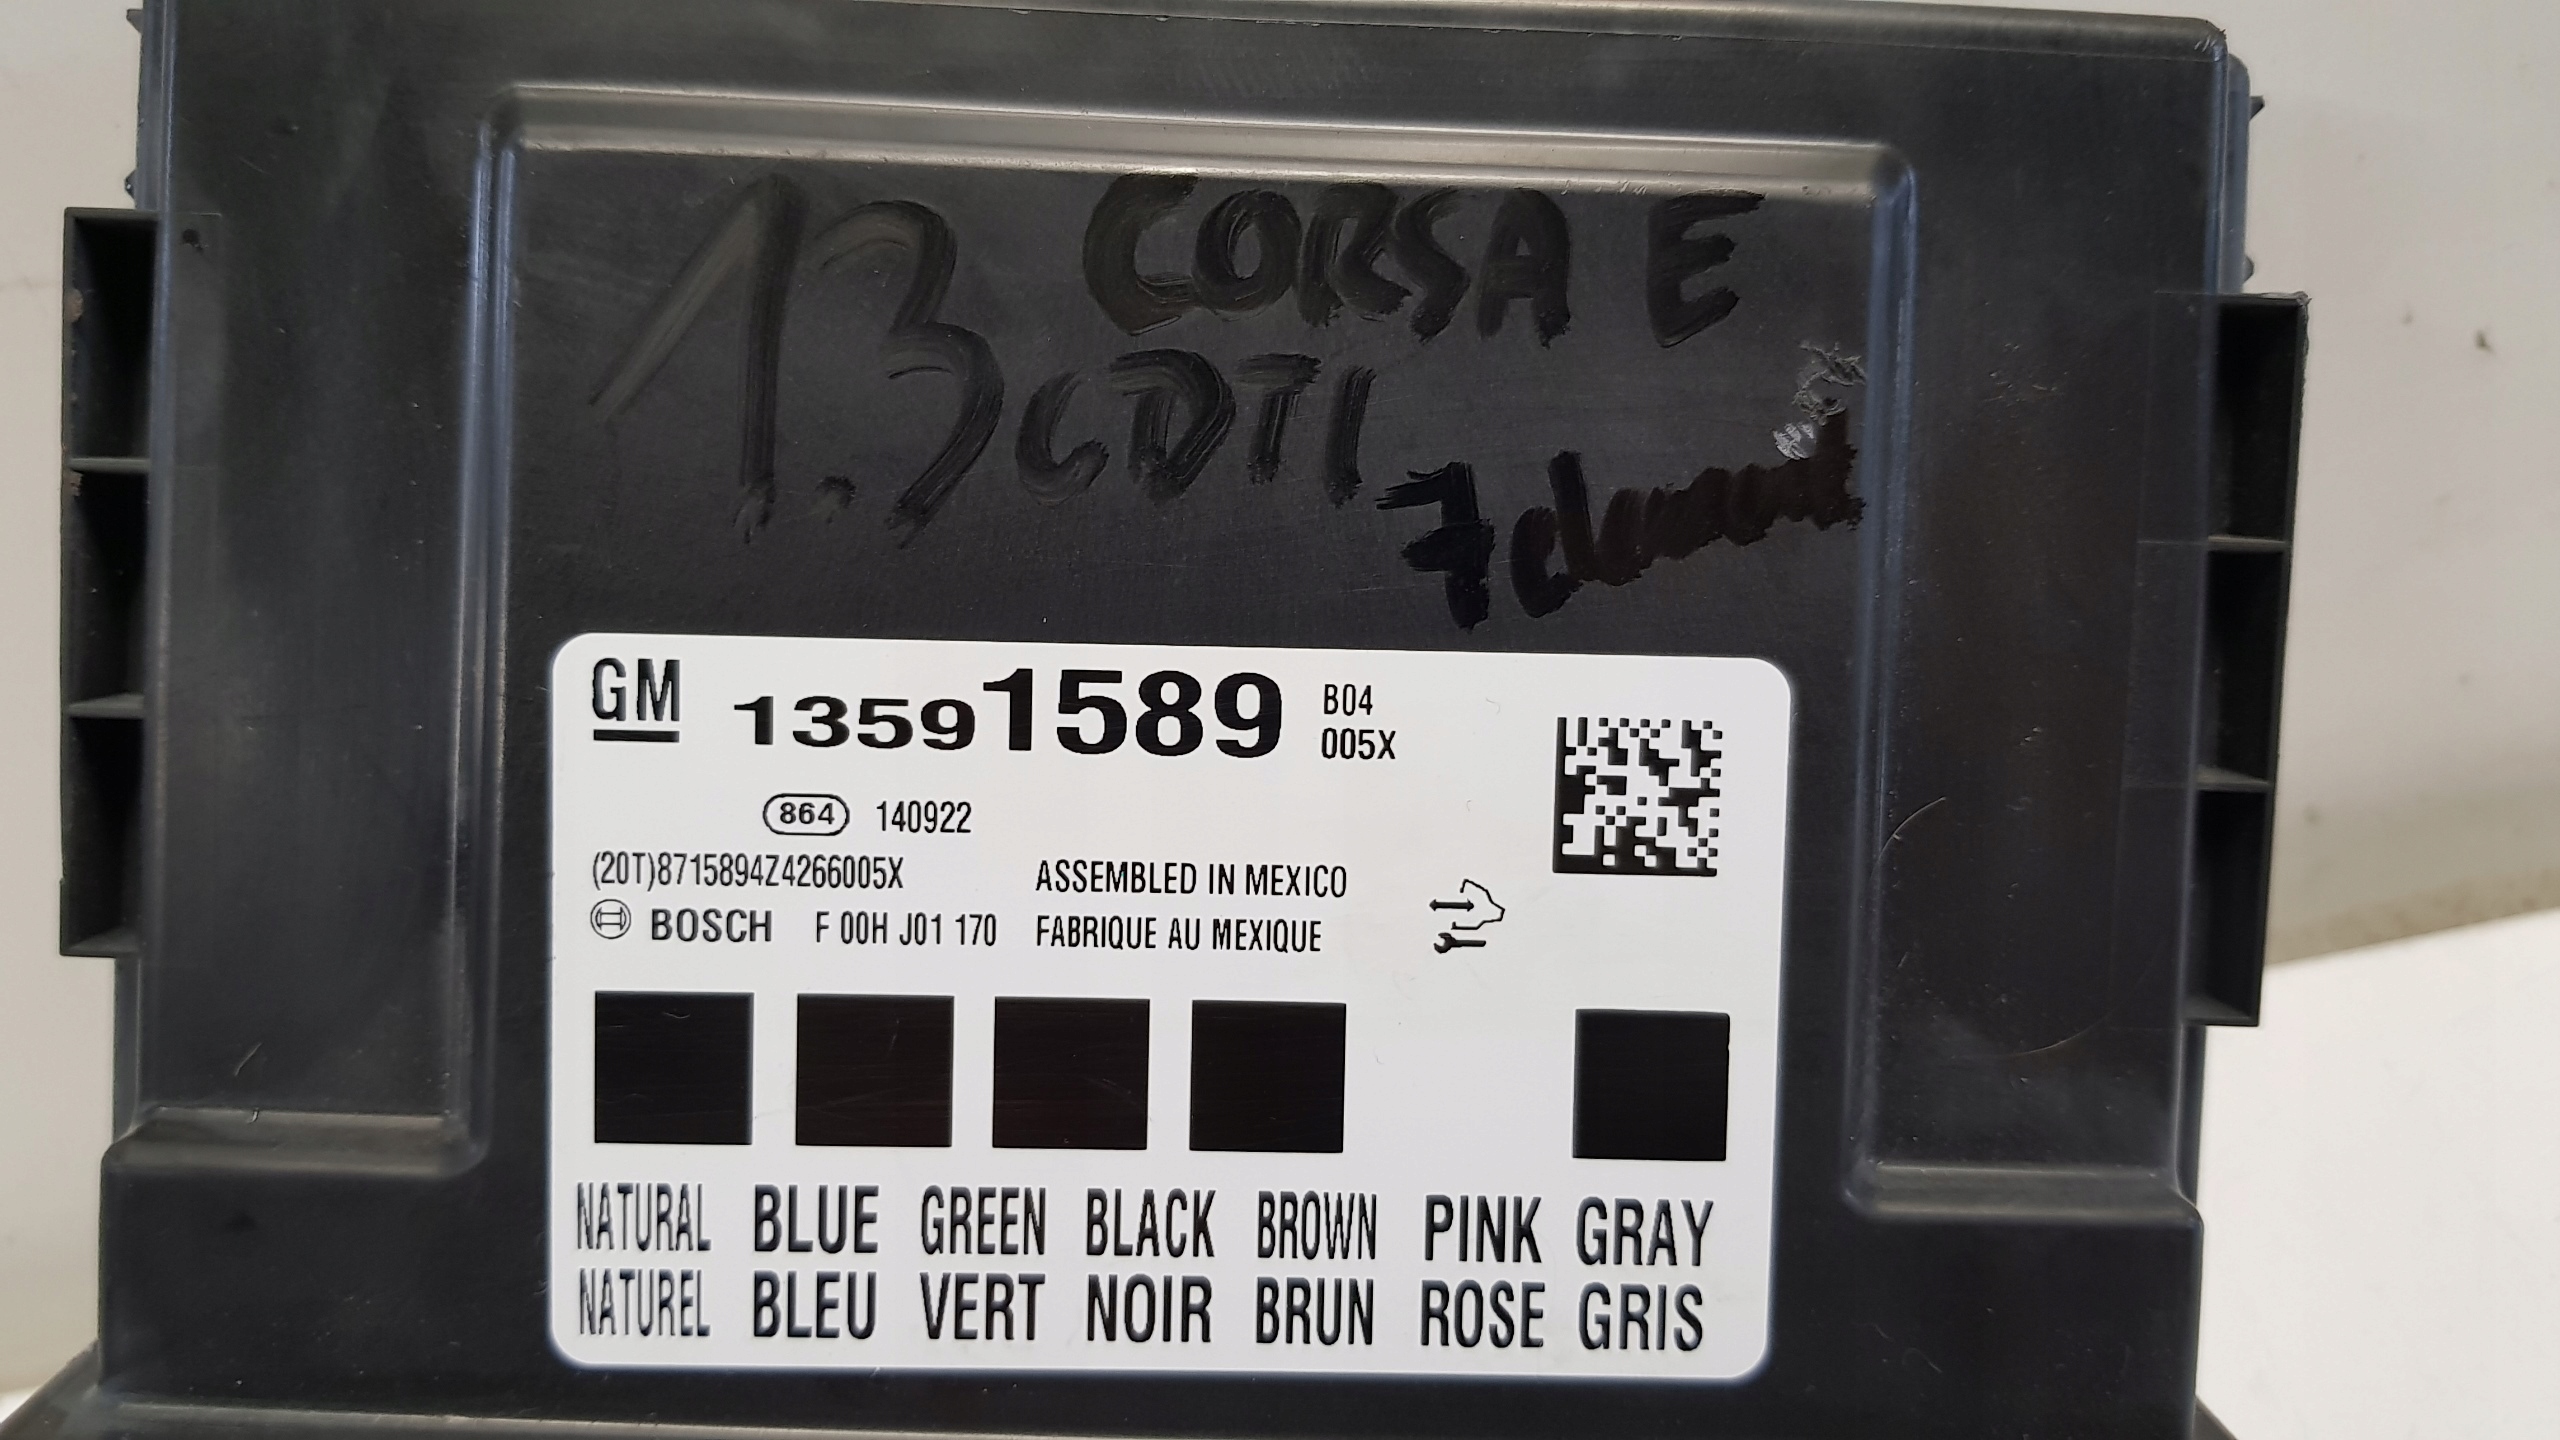 CORSA E
1.3 CDTI
7
GM 13591589 B04
005X
864 140922
(20T)8715894Z4266005X ASSEMBLED IN MEXICO
BOSCH F 00H J01 170 FABRIQUE AU MEXIQUE
NATURAL BLUE GREEN BLACK BROWN PINK GRAY
NATUREL BLEU VERT NOIR BRUN ROSE GRIS